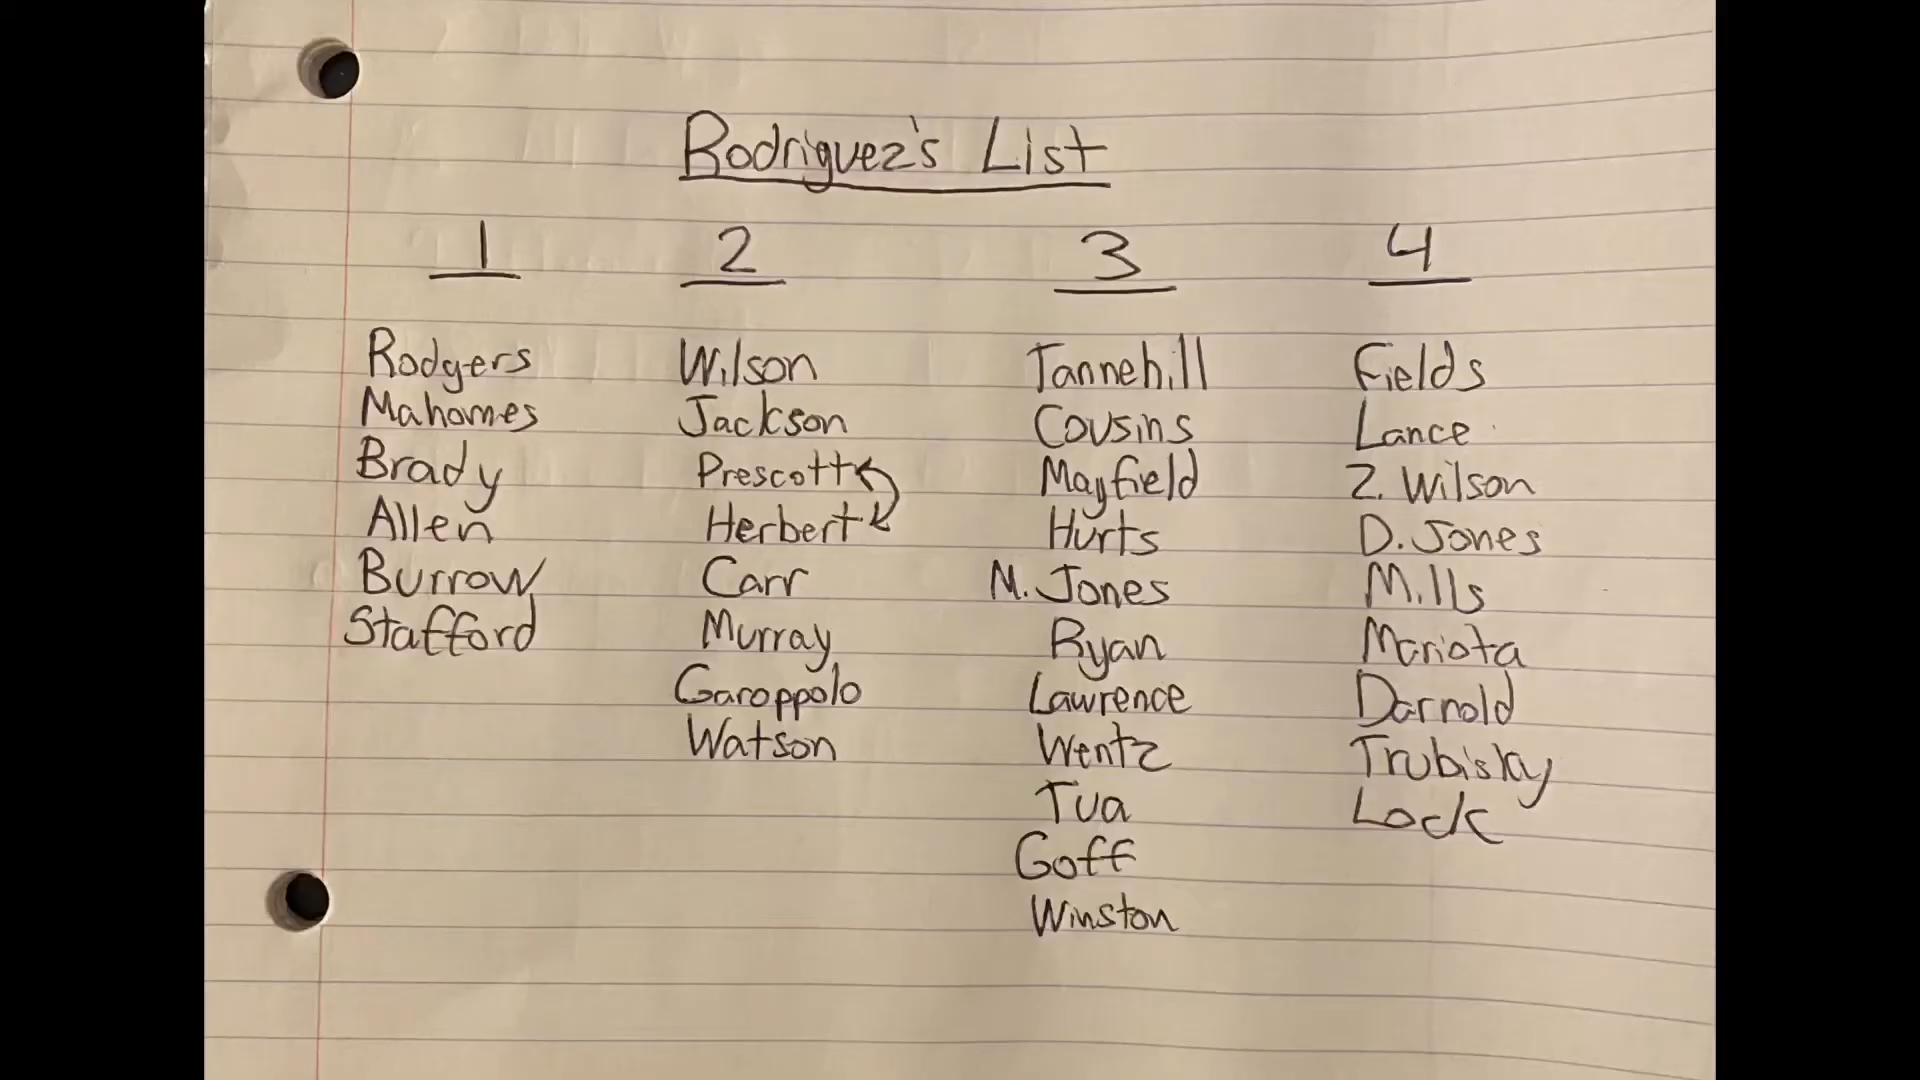 Rodriguez's List
1 2 3 4
Rodgers Wilson Tannehill Fields
Mahomes Jackson Cousins Lance
Brady Prescott Mayfield Z. Wilson
Allen Herbert Hurts D. Jones
Burrow Carr M. Jones Mills
Stafford Murray Ryan Mariota
Garoppolo Lawrence Darnold
Watson Wentz Trubisky
Tua Lock
Goff
Winston